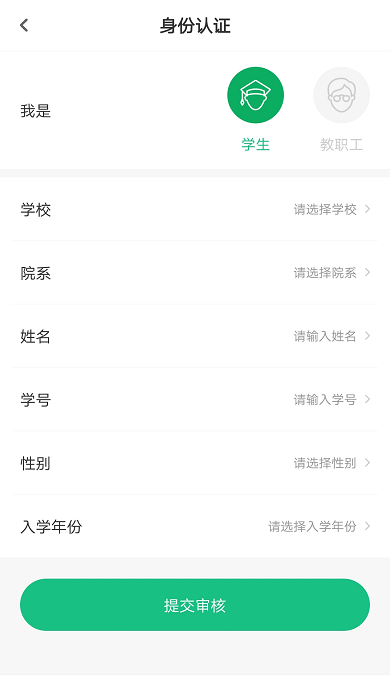 身份认证
我是
学生 教职工
学校 请选择学校
院系 请选择院系
姓名 请输入姓名
学号 请输入学号
性别 请选择性别
入学年份 请选择入学年份
提交审核